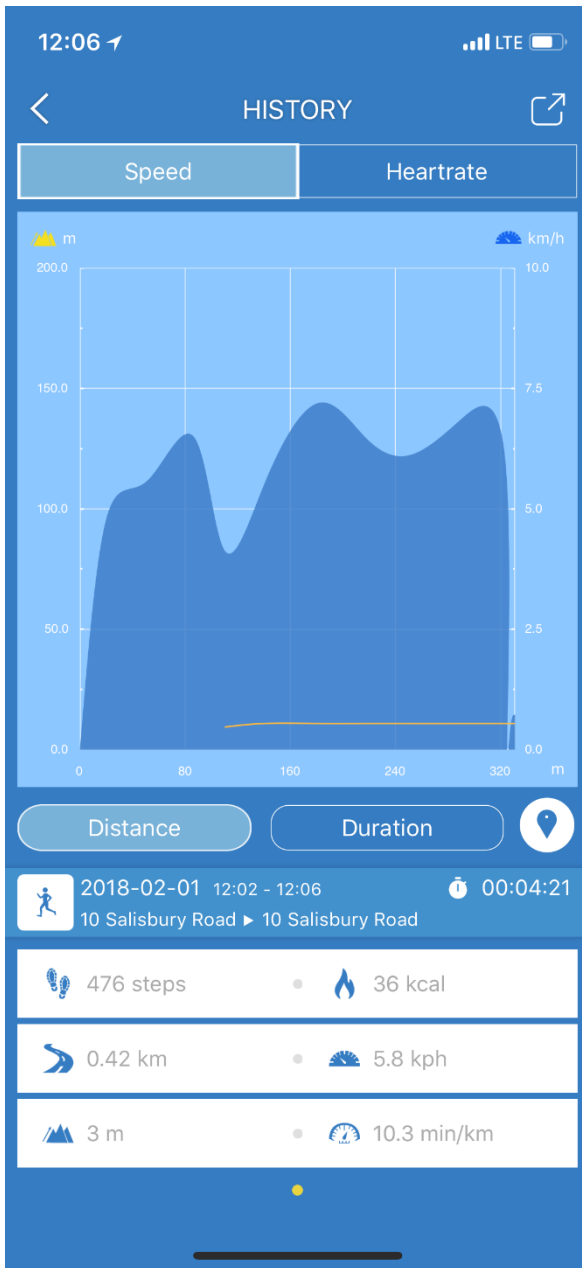 12:06 LTE
HISTORY
Speed Heartrate
m km/h
200.0 10.0
150.0 7.5
100.0 5.0
50.0 2.5
0.0 0.0
0 80 160 240 320 m
Distance Duration
2018-02-01 12:02 - 12:06 00:04:21
10 Salisbury Road ▸ 10 Salisbury Road
476 steps 36 kcal
0.42 km 5.8 kph
3 m 10.3 min/km